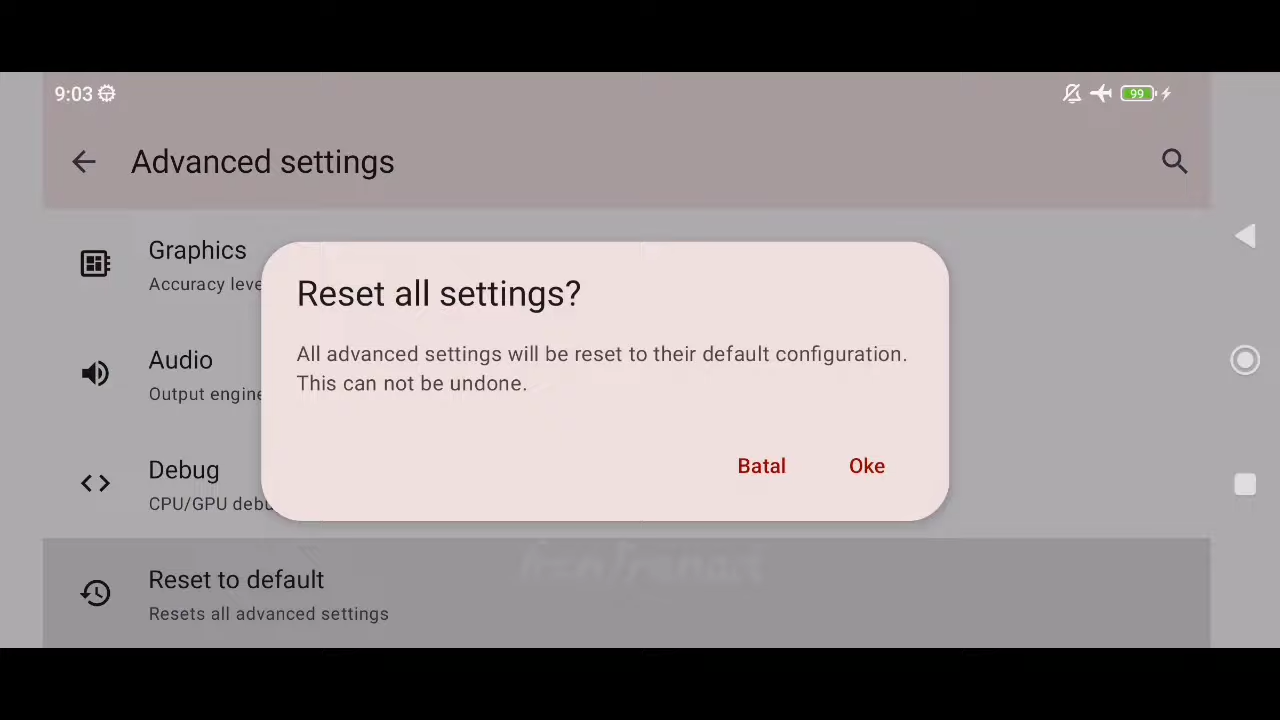 9:03
99
Advanced settings
Graphics
Accuracy leve
Reset all settings?
All advanced settings will be reset to their default configuration.
This can not be undone.
Audio
Output engine
Batal
Oke
Debug
CPU/GPU debu
Reset to default
Resets all advanced settings